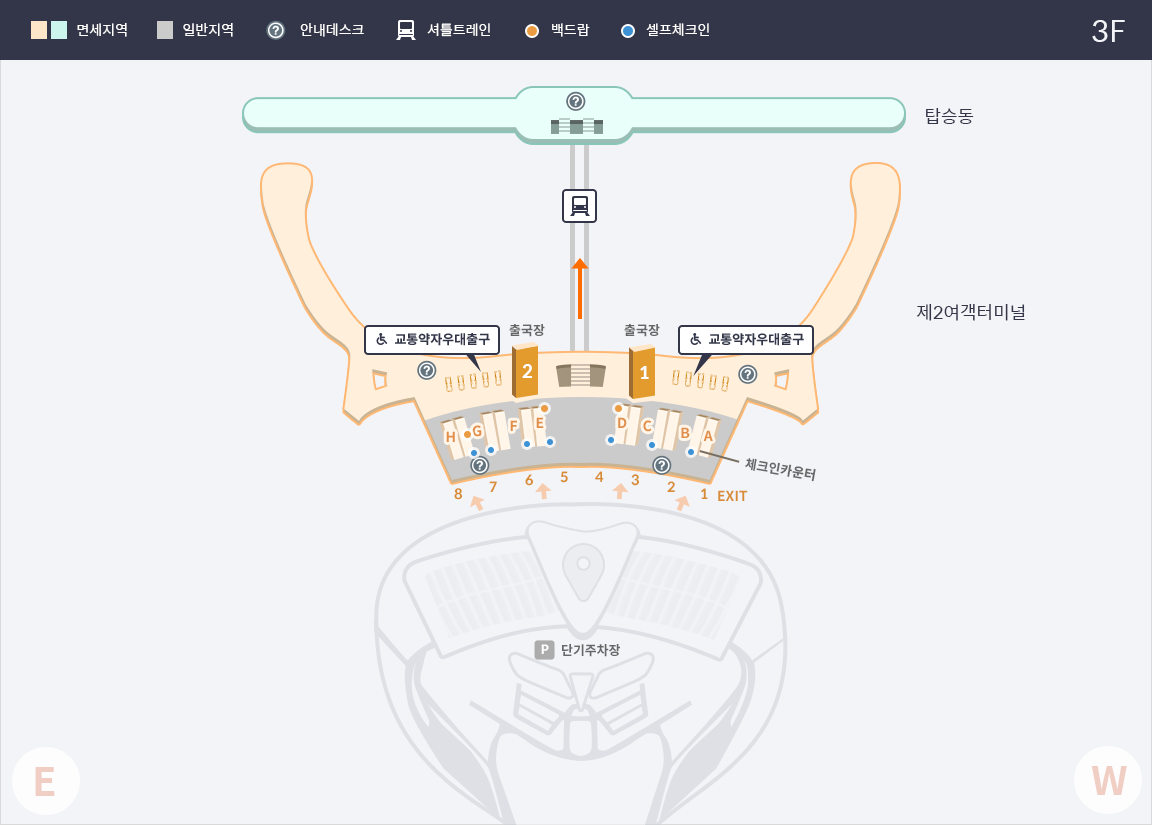 면세지역 일반지역 안내데스크 셔틀트레인 백드랍 셀프체크인 3F
탑승동
제2여객터미널
출국장 출국장
교통약자우대출구 교통약자우대출구
2 1
H G F E D C B A
체크인카운터
8 7 6 5 4 3 2 1 EXIT
P 단기주차장
E W